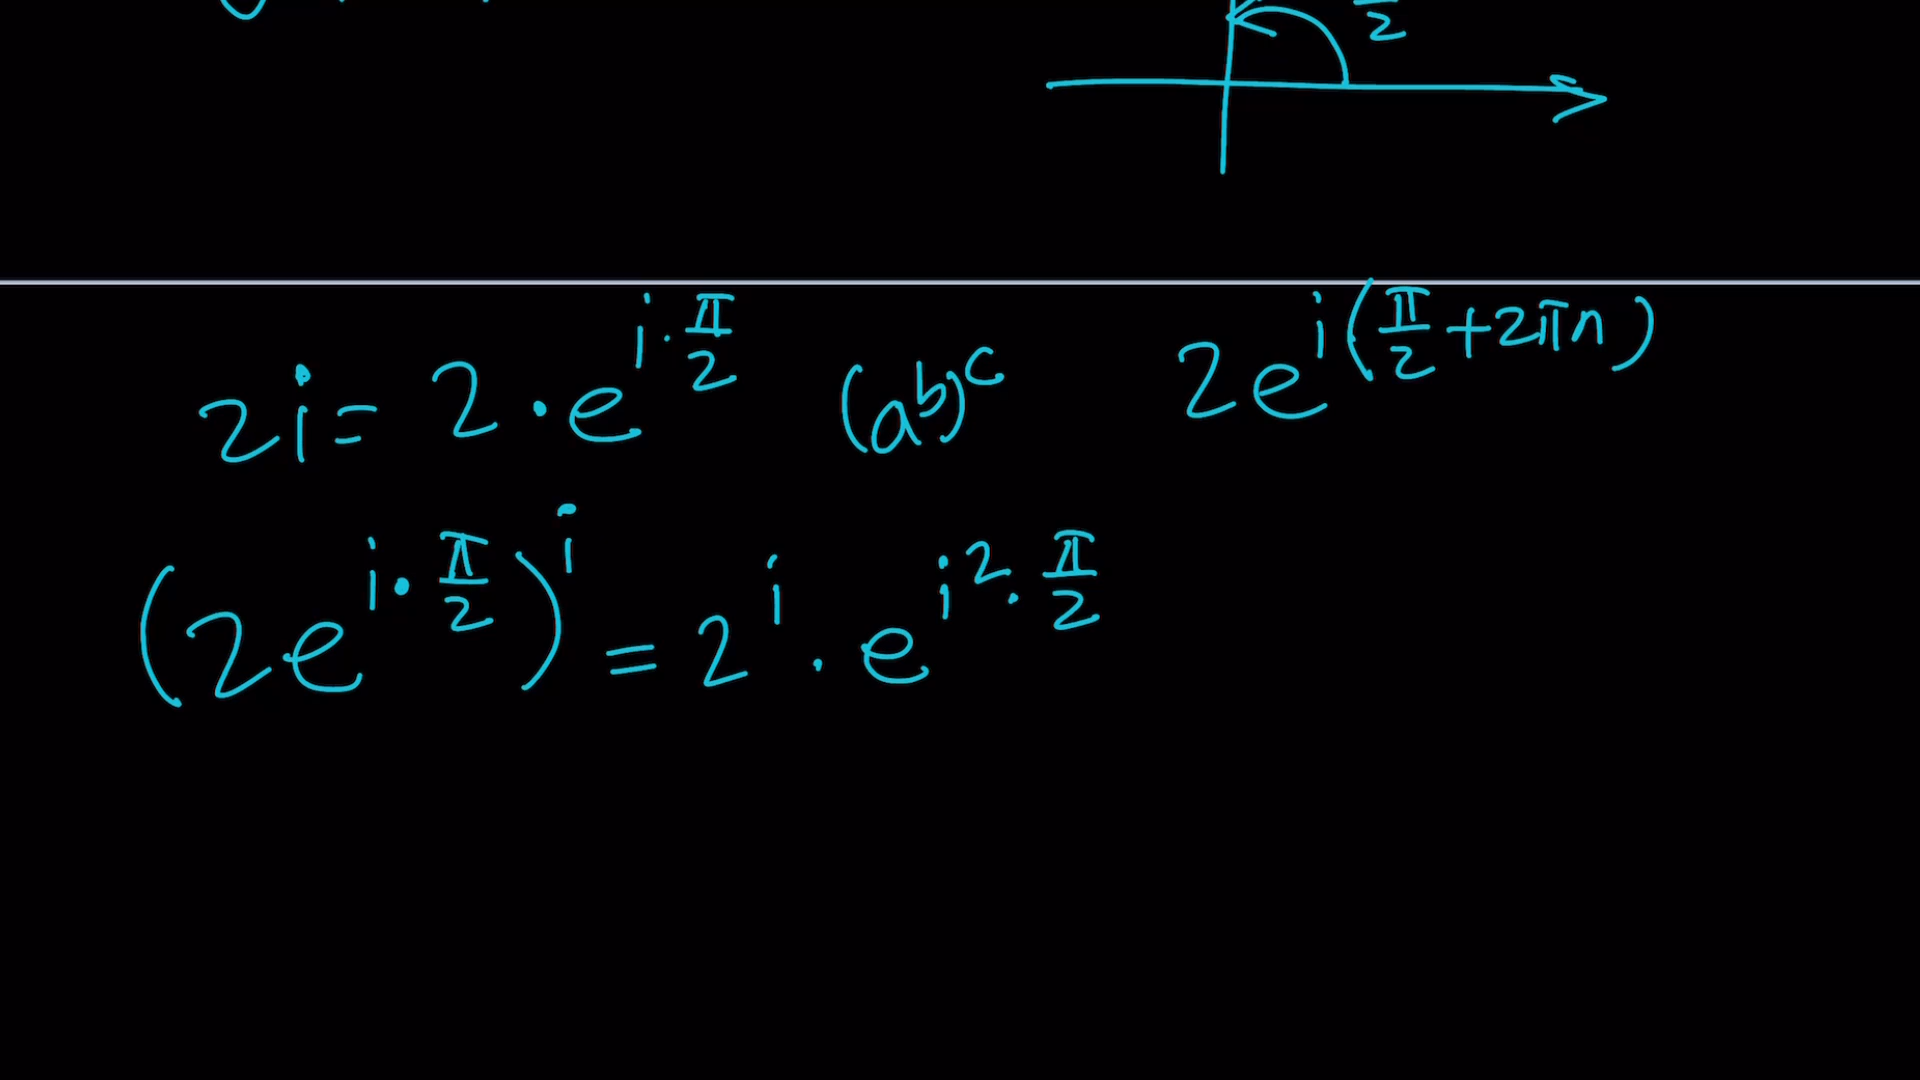 π/2
2i = 2 · e^(i · π/2) (a^b)^c 2e^(i(π/2 + 2πn))
(2e^(i · π/2))^i = 2^i · e^(i^2 · π/2)